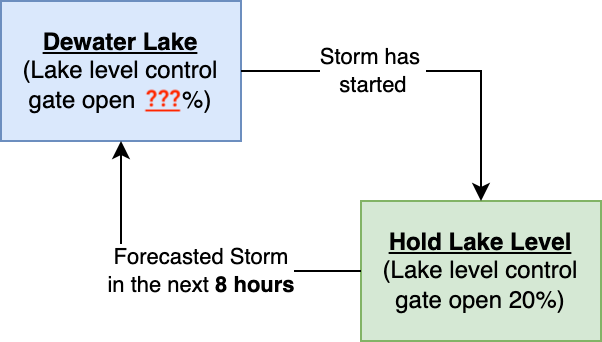 Dewater Lake
(Lake level control
gate open ???%)
Storm has
started
Forecasted Storm
in the next 8 hours
Hold Lake Level
(Lake level control
gate open 20%)